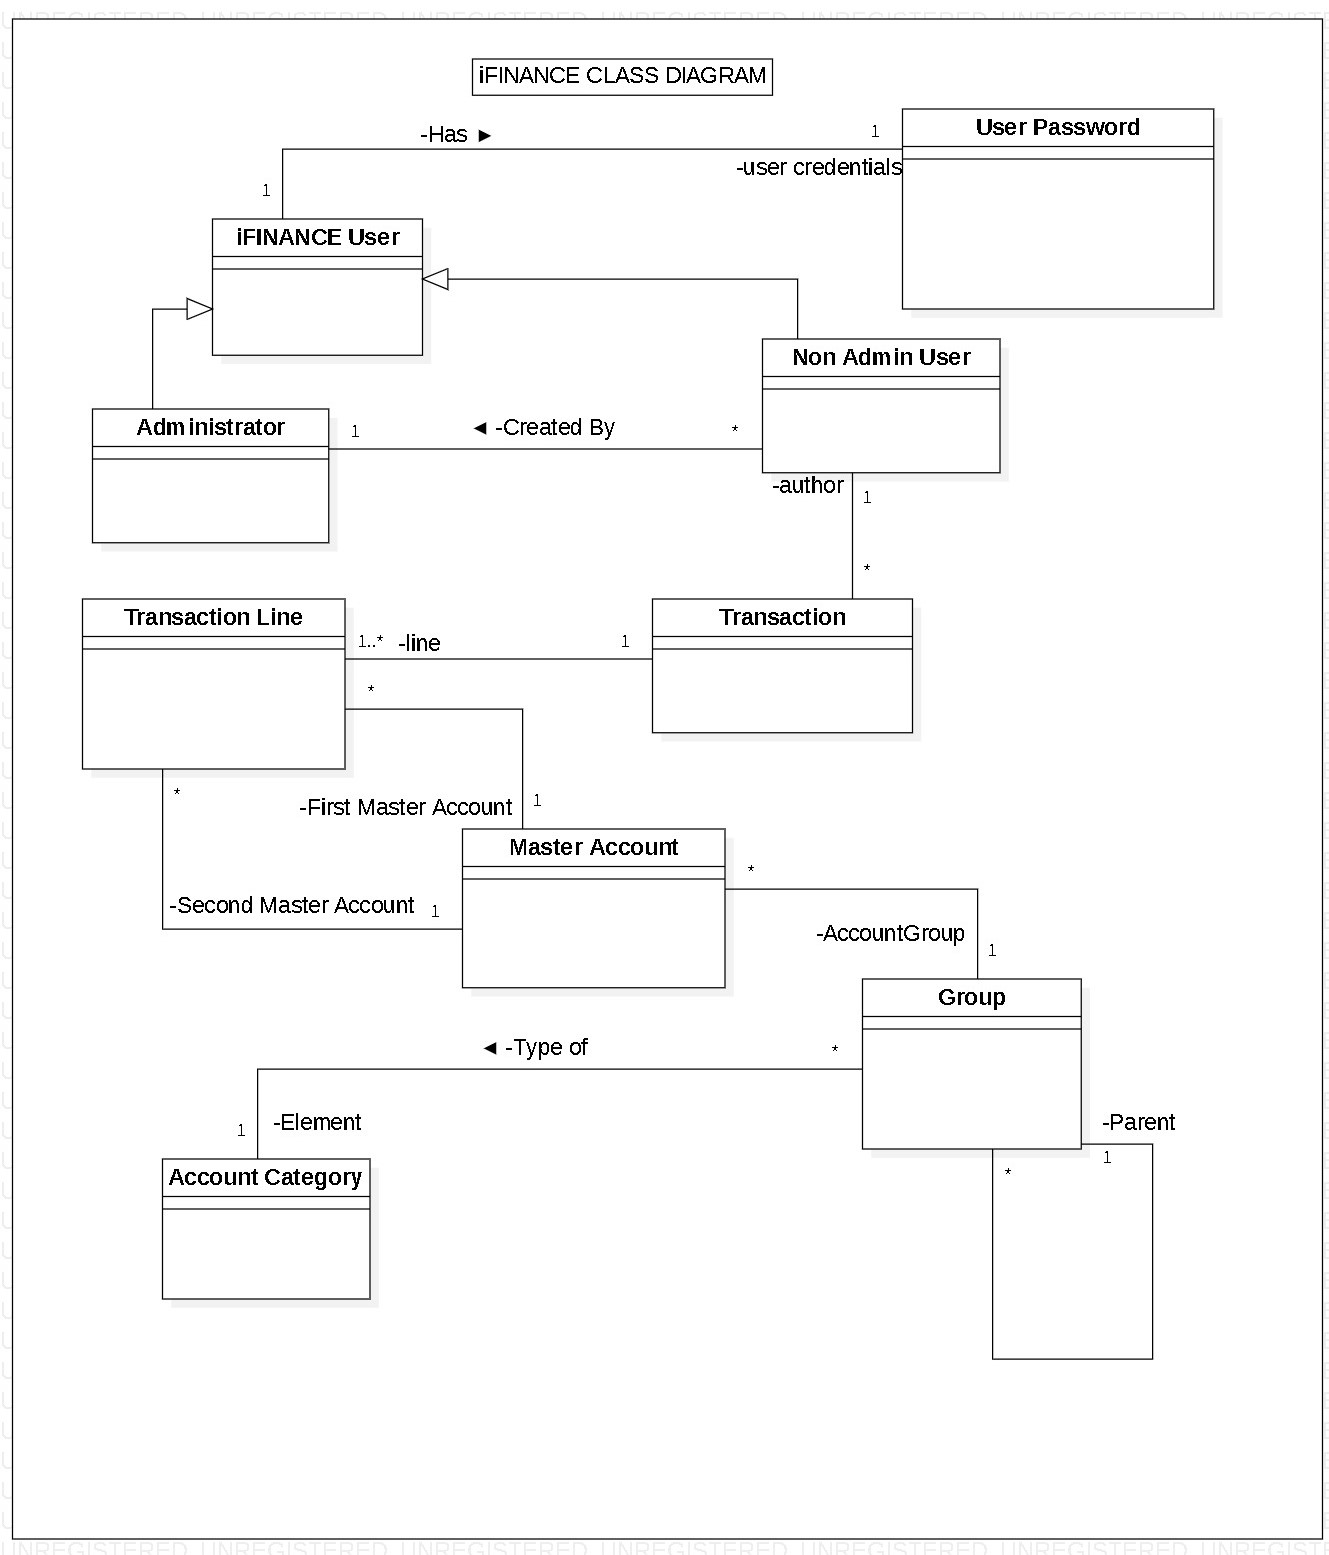 UNREGISTERED UNREGISTERED UNREGISTERED UNREGISTERED UNREGISTERED UNREGISTERED
iFINANCE CLASS DIAGRAM
-Has ►
1
User Password
-user credentials
1
iFINANCE User
Non Admin User
Administrator
1
◄ -Created By
*
-author
1
*
Transaction Line
Transaction
1..*
-line
1
*
*
-First Master Account
1
Master Account
*
-Second Master Account
1
-AccountGroup
1
Group
◄ -Type of
*
-Element
1
-Parent
1
*
Account Category
UNREGISTERED UNREGISTERED UNREGISTERED UNREGISTERED UNREGISTERED UNREGISTERED